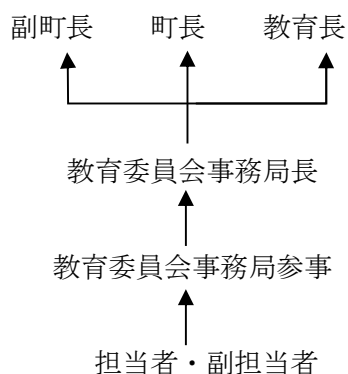 副町長 町長 教育長
教育委員会事務局長
教育委員会事務局参事
担当者・副担当者